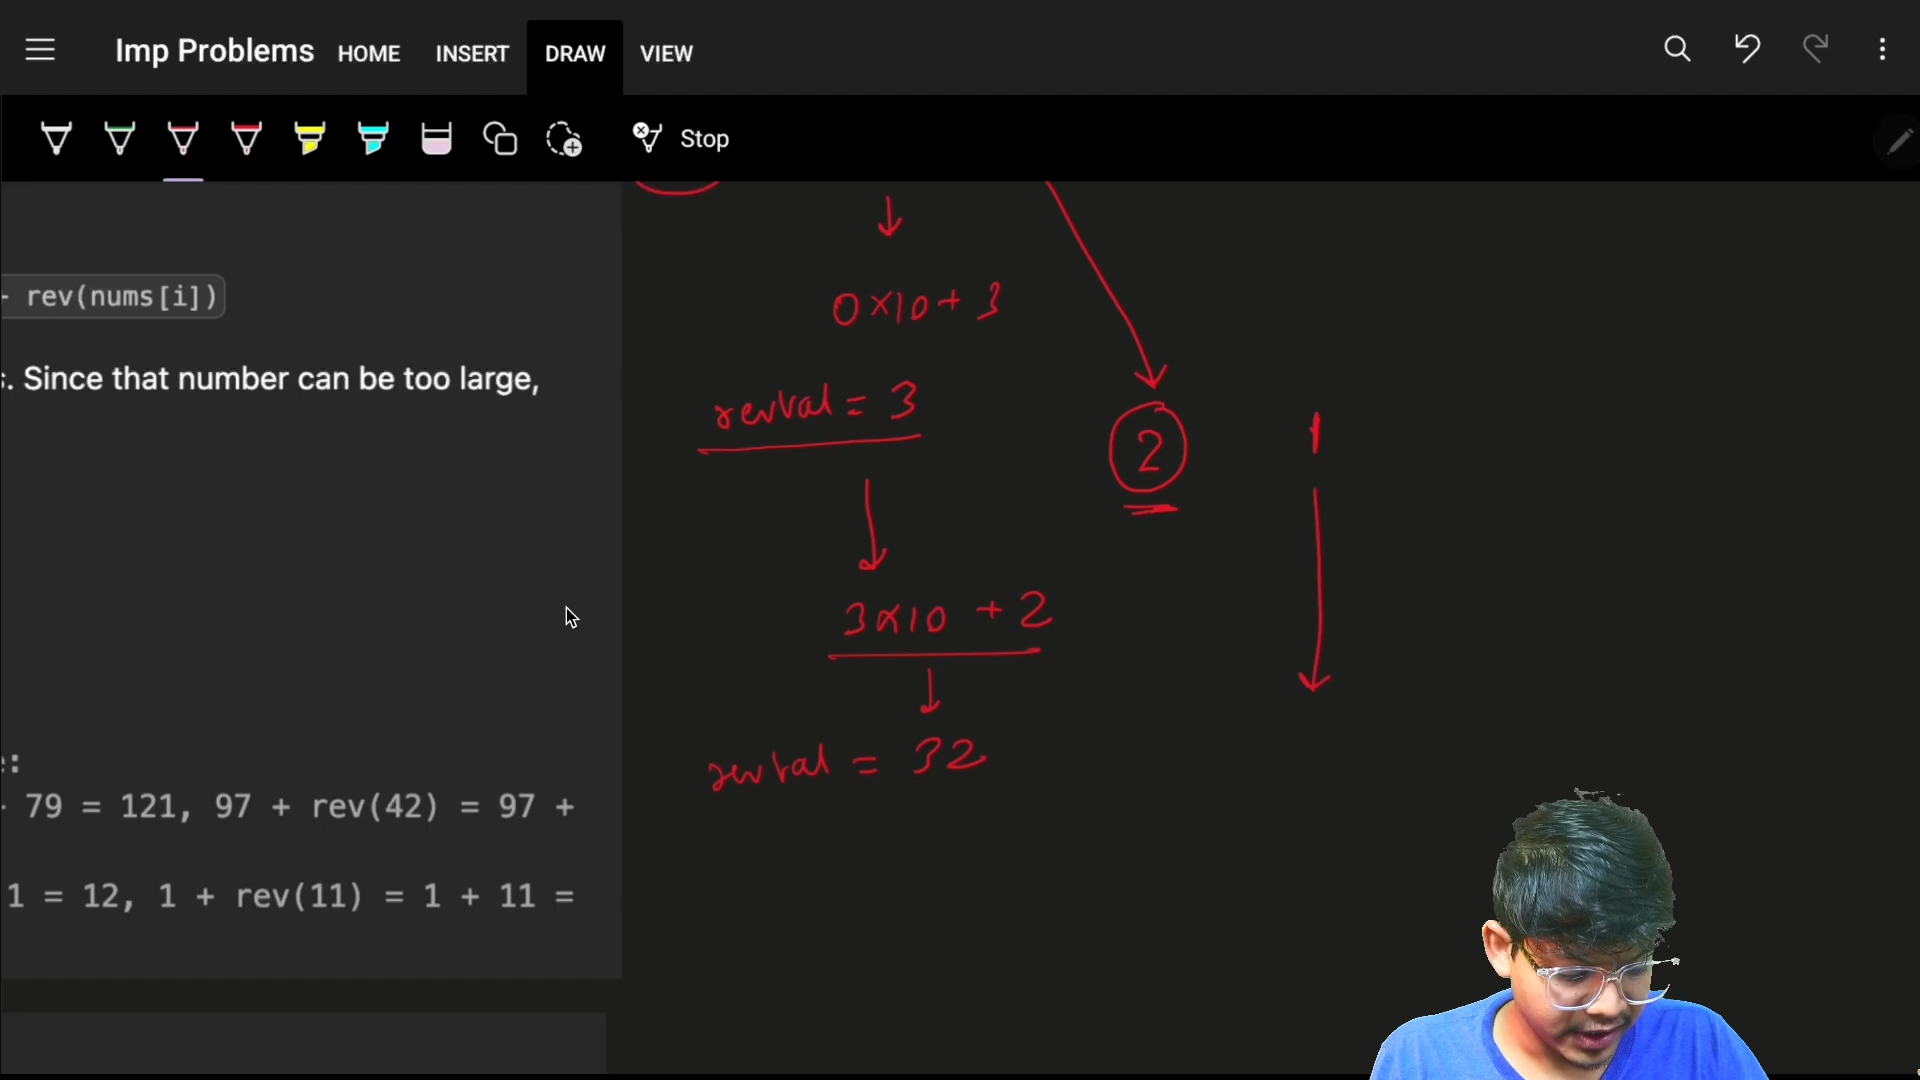 Imp Problems HOME INSERT DRAW VIEW
Stop
rev(nums[i])
. Since that number can be too large,
:
79 = 121, 97 + rev(42) = 97 +
1 = 12, 1 + rev(11) = 1 + 11 =
0 × 10 + 3
revVal = 3
2
1
3 × 10 + 2
revVal = 32